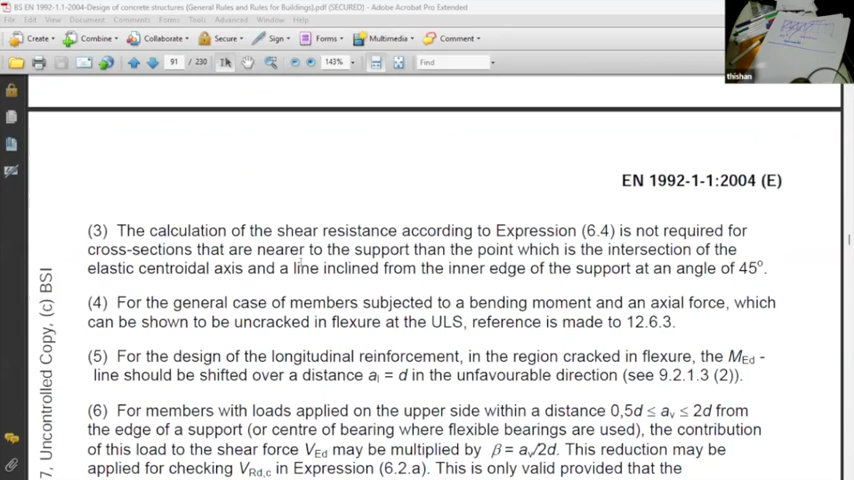 BS EN 1992-1.1-2004-Design of concrete structures (General Rules and Rules for Buildings).pdf (SECURED) - Adobe Acrobat Pro Extended
File Edit View Document Comments Forms Tools Advanced Window Help
Create Combine Collaborate Secure Sign Forms Multimedia Comment
91 / 230 143% Find
thishan
EN 1992-1-1:2004 (E)
(3) The calculation of the shear resistance according to Expression (6.4) is not required for
cross-sections that are nearer to the support than the point which is the intersection of the
elastic centroidal axis and a line inclined from the inner edge of the support at an angle of 45°.
(4) For the general case of members subjected to a bending moment and an axial force, which
can be shown to be uncracked in flexure at the ULS, reference is made to 12.6.3.
(5) For the design of the longitudinal reinforcement, in the region cracked in flexure, the MEd -
line should be shifted over a distance al = d in the unfavourable direction (see 9.2.1.3 (2)).
(6) For members with loads applied on the upper side within a distance 0,5d ≤ av ≤ 2d from
the edge of a support (or centre of bearing where flexible bearings are used), the contribution
of this load to the shear force VEd may be multiplied by β = av/2d. This reduction may be
applied for checking VRd,c in Expression (6.2.a). This is only valid provided that the
7, Uncontrolled Copy, (c) BSI